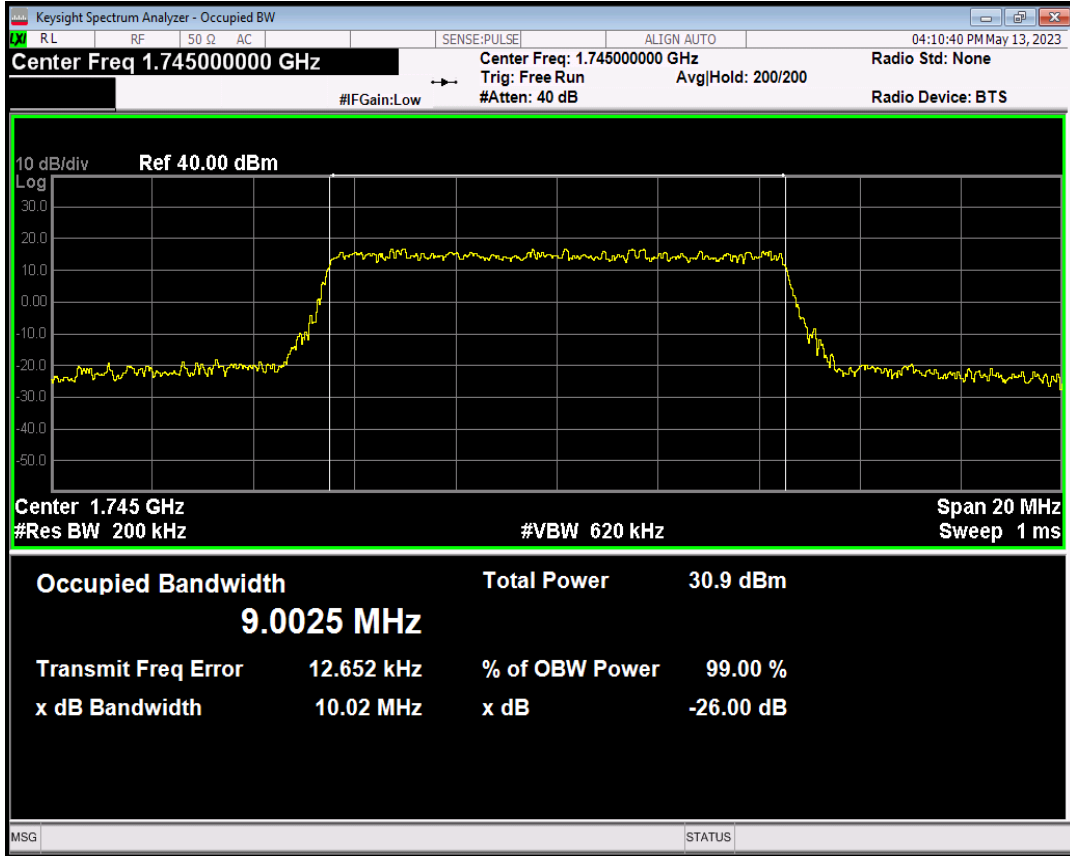 Keysight Spectrum Analyzer - Occupied BW
LXI RL RF 50 Ω AC SENSE:PULSE ALIGN AUTO 04:10:40 PM May 13, 2023
Center Freq 1.745000000 GHz Center Freq: 1.745000000 GHz Radio Std: None
Trig: Free Run Avg|Hold: 200/200
#IFGain:Low #Atten: 40 dB Radio Device: BTS
10 dB/div Ref 40.00 dBm
Log
30.0
20.0
10.0
0.00
-10.0
-20.0
-30.0
-40.0
-50.0
Center 1.745 GHz Span 20 MHz
#Res BW 200 kHz #VBW 620 kHz Sweep 1 ms
Occupied Bandwidth Total Power 30.9 dBm
9.0025 MHz
Transmit Freq Error 12.652 kHz % of OBW Power 99.00 %
x dB Bandwidth 10.02 MHz x dB -26.00 dB
MSG STATUS